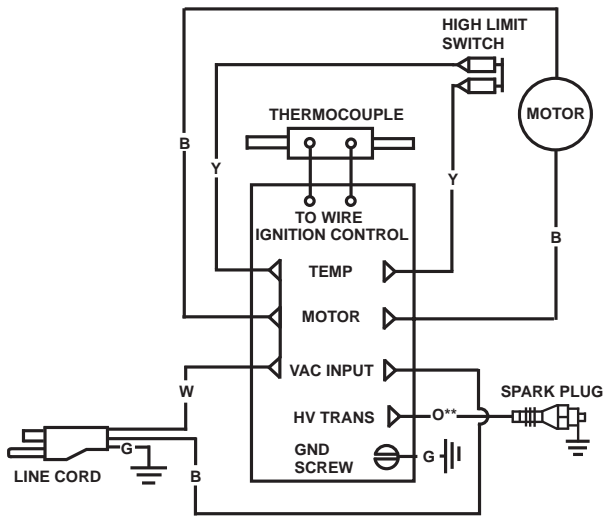 HIGH LIMIT
SWITCH
THERMOCOUPLE
MOTOR
B
Y
Y
TO WIRE
IGNITION CONTROL
TEMP
B
MOTOR
VAC INPUT
W
SPARK PLUG
HV TRANS
O**
G
GND
SCREW
G
LINE CORD
B